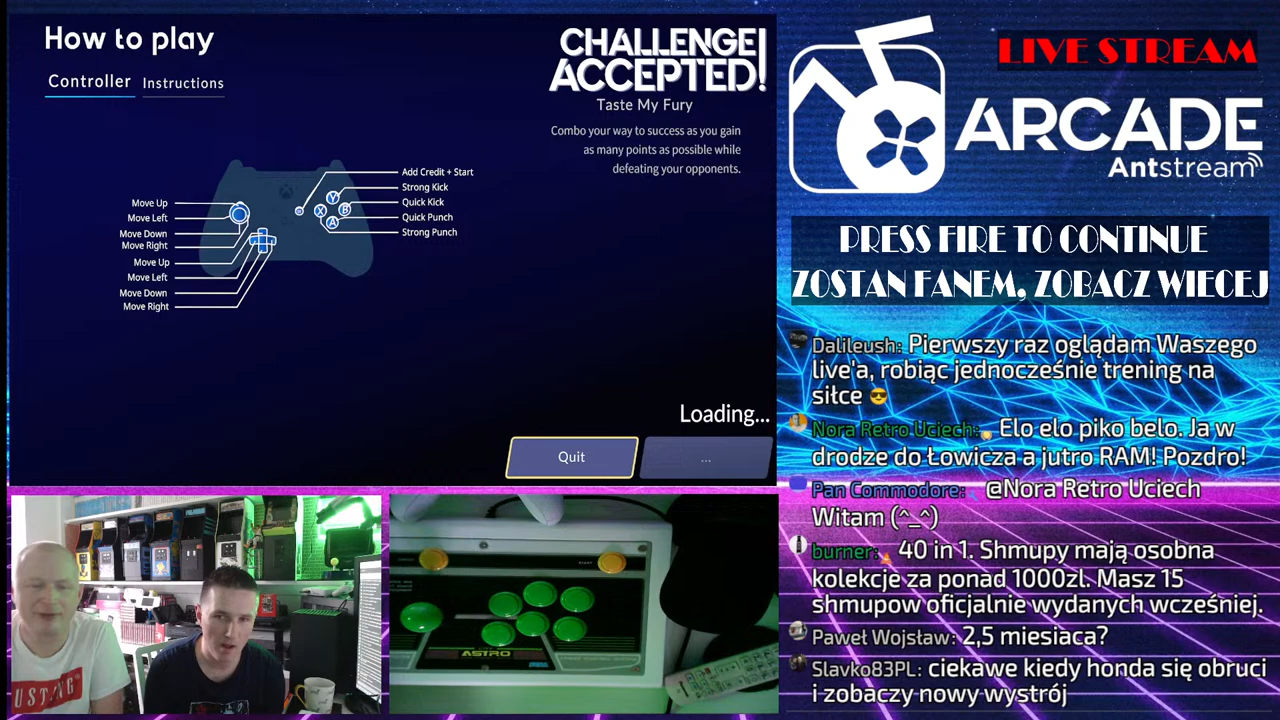 How to play
Controller
Instructions
CHALLENGE
ACCEPTED!
Taste My Fury
Combo your way to success as you gain
as many points as possible while
defeating your opponents.
Add Credit + Start
Strong Kick
Quick Kick
Quick Punch
Strong Punch
Move Up
Move Left
Move Down
Move Right
Move Up
Move Left
Move Down
Move Right
Y
X
B
A
Loading...
Quit
...
LIVE STREAM
ARCADE
Antstream
PRESS FIRE TO CONTINUE
ZOSTAN FANEM, ZOBACZ WIECEJ
Dalileush: Pierwszy raz oglądam Waszego
live'a, robiąc jednocześnie trening na
siłce 😎
Nora Retro Uciech: Elo elo piko belo. Ja w
drodze do Łowicza a jutro RAM! Pozdro!
Pan Commodore: @Nora Retro Uciech
Witam (^_^)
burner: 40 in 1. Shmupy mają osobna
kolekcje za ponad 1000zl. Masz 15
shmupow oficjalnie wydanych wcześniej.
Paweł Wojsław: 2,5 miesiaca?
Slavko83PL: ciekawe kiedy honda się obruci
i zobaczy nowy wystrój
START
ASTRO
SEGA